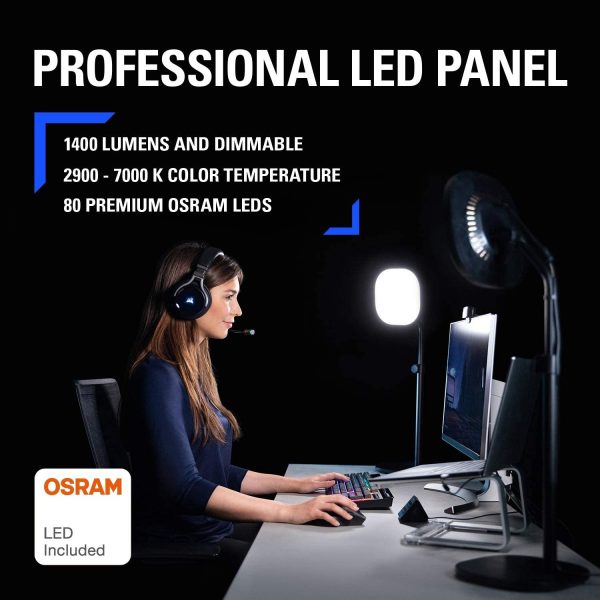 PROFESSIONAL LED PANEL
1400 LUMENS AND DIMMABLE
2900 - 7000 K COLOR TEMPERATURE
80 PREMIUM OSRAM LEDS
OSRAM
LED
Included